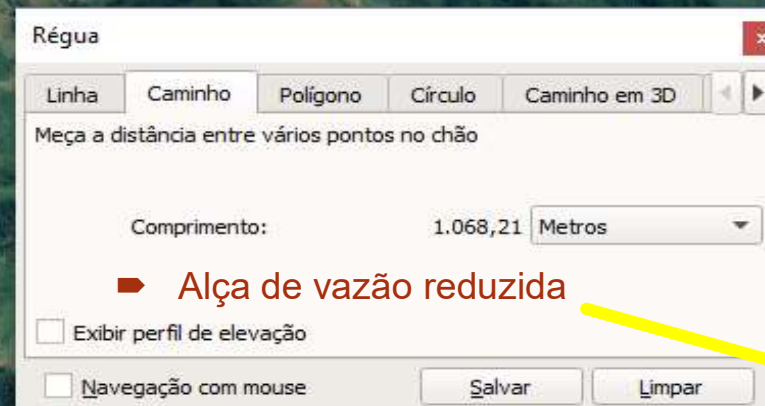 Régua
Linha Caminho Polígono Círculo Caminho em 3D
Meça a distância entre vários pontos no chão
Comprimento: 1.068,21 Metros
Alça de vazão reduzida
Exibir perfil de elevação
Navegação com mouse Salvar Limpar